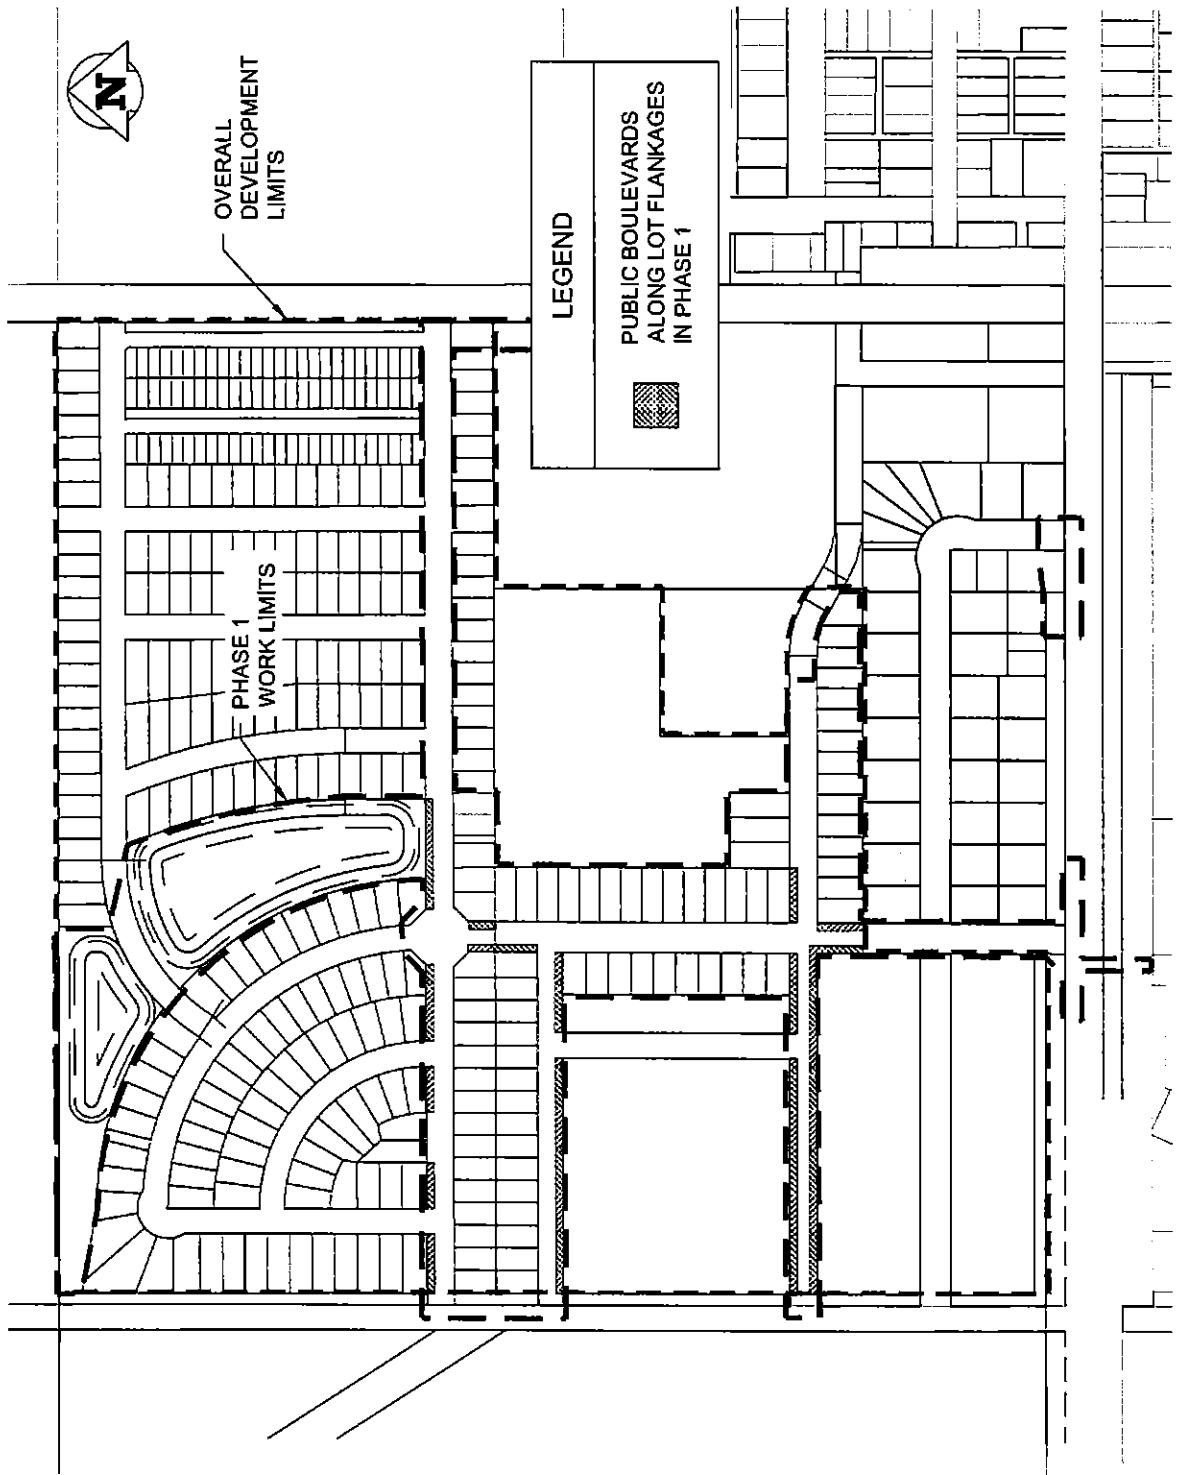 N
OVERALL
DEVELOPMENT
LIMITS
LEGEND
PUBLIC BOULEVARDS
ALONG LOT FLANKAGES
IN PHASE 1
PHASE 1
WORK LIMITS